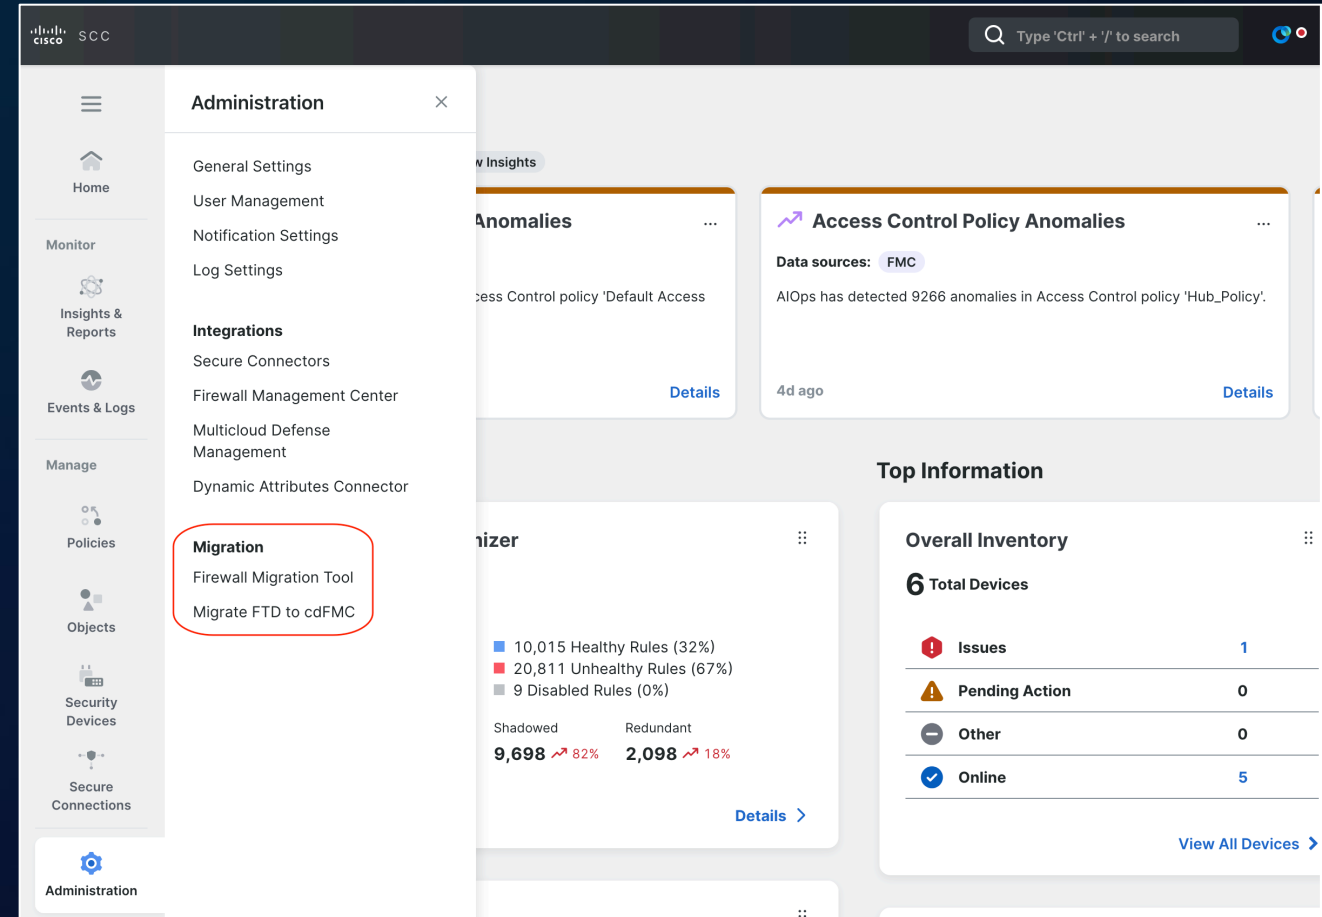 CISCO SCC
Type 'Ctrl' + '/' to search
Home
Monitor
Insights &
Reports
Events & Logs
Manage
Policies
Objects
Security
Devices
Secure
Connections
Administration
Administration
General Settings
User Management
Notification Settings
Log Settings
Integrations
Secure Connectors
Firewall Management Center
Multicloud Defense
Management
Dynamic Attributes Connector
Migration
Firewall Migration Tool
Migrate FTD to cdFMC
Insights
Anomalies
...
Control policy 'Default Access
Details
Access Control Policy Anomalies
...
Data sources: FMC
AIOps has detected 9266 anomalies in Access Control policy 'Hub_Policy'.
4d ago
Details
10,015 Healthy Rules (32%)
20,811 Unhealthy Rules (67%)
9 Disabled Rules (0%)
Shadowed Redundant
9,698 82% 2,098 18%
Details
Top Information
Overall Inventory
6 Total Devices
Issues 1
Pending Action 0
Other 0
Online 5
View All Devices